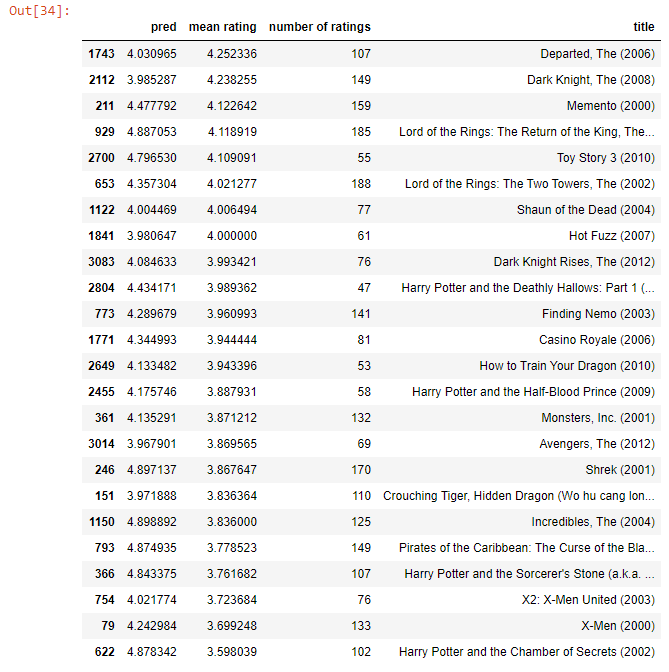 Out[34]:
pred mean rating number of ratings title
1743 4.030965 4.252336 107 Departed, The (2006)
2112 3.985287 4.238255 149 Dark Knight, The (2008)
211 4.477792 4.122642 159 Memento (2000)
929 4.887053 4.118919 185 Lord of the Rings: The Return of the King, The...
2700 4.796530 4.109091 55 Toy Story 3 (2010)
653 4.357304 4.021277 188 Lord of the Rings: The Two Towers, The (2002)
1122 4.004469 4.006494 77 Shaun of the Dead (2004)
1841 3.980647 4.000000 61 Hot Fuzz (2007)
3083 4.084633 3.993421 76 Dark Knight Rises, The (2012)
2804 4.434171 3.989362 47 Harry Potter and the Deathly Hallows: Part 1 (...
773 4.289679 3.960993 141 Finding Nemo (2003)
1771 4.344993 3.944444 81 Casino Royale (2006)
2649 4.133482 3.943396 53 How to Train Your Dragon (2010)
2455 4.175746 3.887931 58 Harry Potter and the Half-Blood Prince (2009)
361 4.135291 3.871212 132 Monsters, Inc. (2001)
3014 3.967901 3.869565 69 Avengers, The (2012)
246 4.897137 3.867647 170 Shrek (2001)
151 3.971888 3.836364 110 Crouching Tiger, Hidden Dragon (Wo hu cang lon...
1150 4.898892 3.836000 125 Incredibles, The (2004)
793 4.874935 3.778523 149 Pirates of the Caribbean: The Curse of the Bla...
366 4.843375 3.761682 107 Harry Potter and the Sorcerer's Stone (a.k.a. ...
754 4.021774 3.723684 76 X2: X-Men United (2003)
79 4.242984 3.699248 133 X-Men (2000)
622 4.878342 3.598039 102 Harry Potter and the Chamber of Secrets (2002)